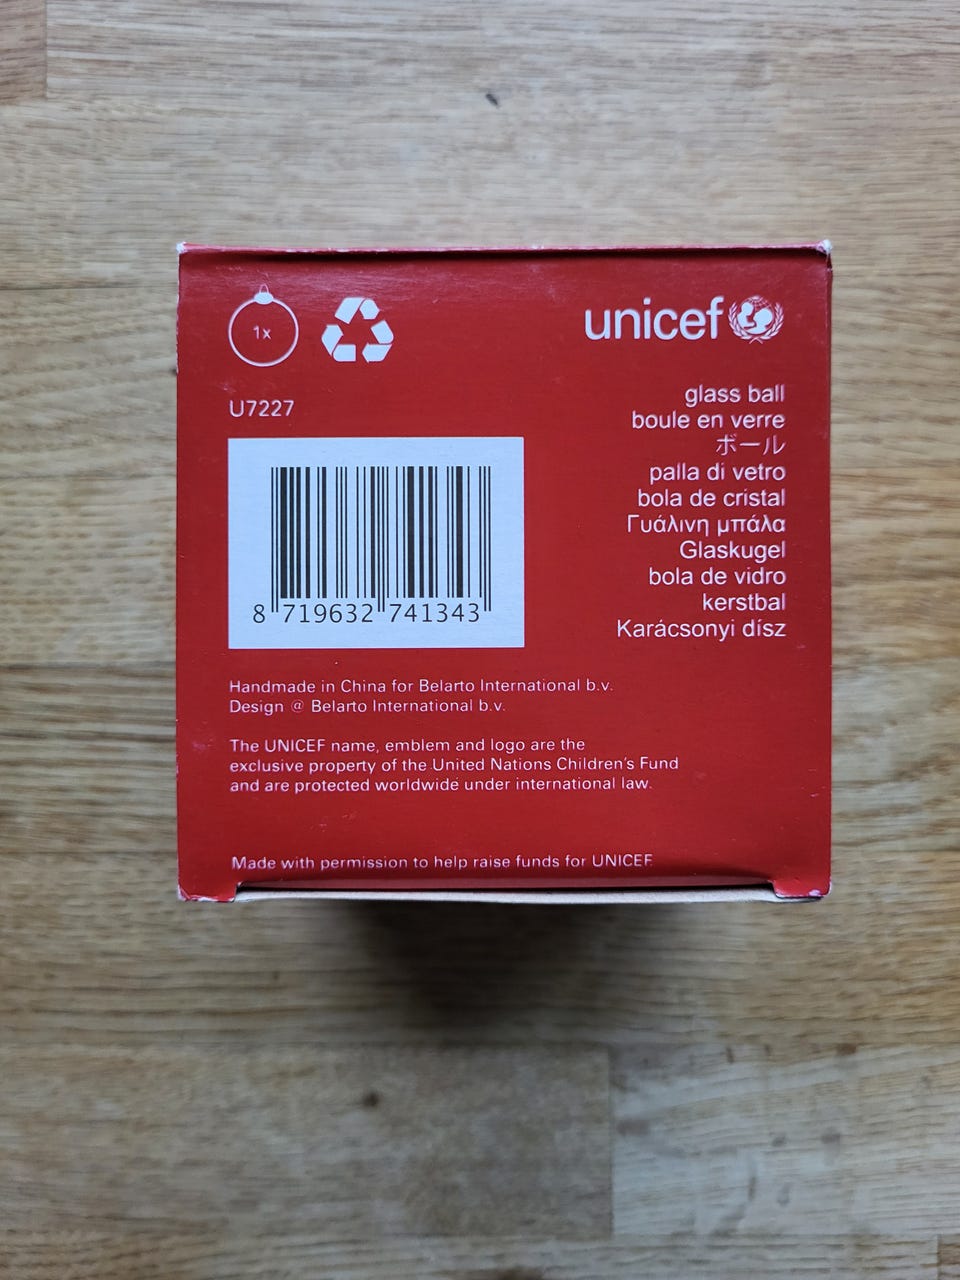 1x
unicef
U7227
glass ball
boule en verre
ボール
palla di vetro
bola de cristal
Γυάλινη μπάλα
Glaskugel
bola de vidro
kerstbal
Karácsonyi dísz
8 719632 741343
Handmade in China for Belarto International b.v.
Design @ Belarto International b.v.
The UNICEF name, emblem and logo are the
exclusive property of the United Nations Children's Fund
and are protected worldwide under international law.
Made with permission to help raise funds for UNICEF.